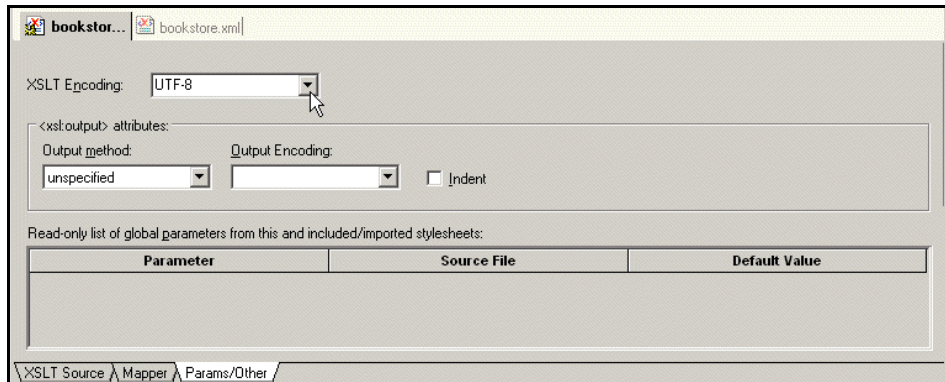 bookstor... bookstore.xml
XSLT Encoding: UTF-8
<xsl:output> attributes:
Output method: Output Encoding:
unspecified Indent
Read-only list of global parameters from this and included/imported stylesheets:
Parameter Source File Default Value
XSLT Source Mapper Params/Other